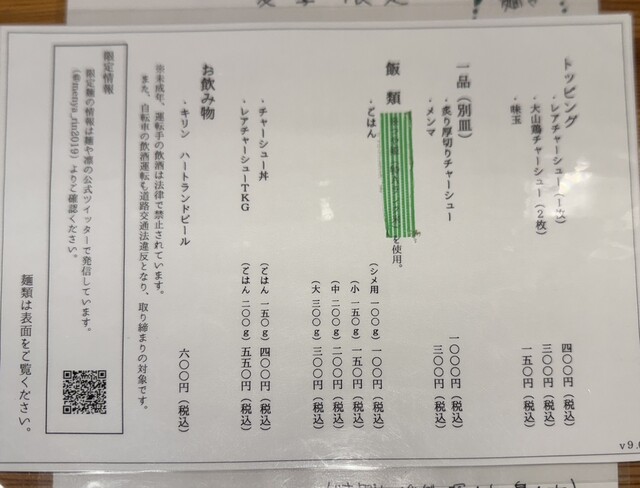 トッピング
・レアチャーシュー（一枚） 四〇〇円（税込）
・大山鶏チャーシュー（２枚） 三〇〇円（税込）
・味玉 一五〇円（税込）
一品（別皿）
・炙り厚切りチャーシュー 一〇〇〇円（税込）
・メンマ 三〇〇円（税込）
飯 類
を使用。
・ごはん （シメ用 一〇〇g）一〇〇円（税込）
（小 一五〇g）一五〇円（税込）
（中 二〇〇g）二〇〇円（税込）
（大 三〇〇g）三〇〇円（税込）
・チャーシュー丼 （ごはん 一五〇g）四〇〇円（税込）
・レアチャーシューTKG （ごはん 二〇〇g）五五〇円（税込）
お飲み物
・キリン ハートランドビール 六〇〇円（税込）
※未成年、運転手の飲酒は法律で禁止されています。
また、自転車の飲酒運転も道路交通法違反となり、取り締まりの対象です。
限定情報
限定麺の情報は麺や凛の公式ツイッターで発信しています。
よりご確認ください。
麺類は表面をご覧ください。